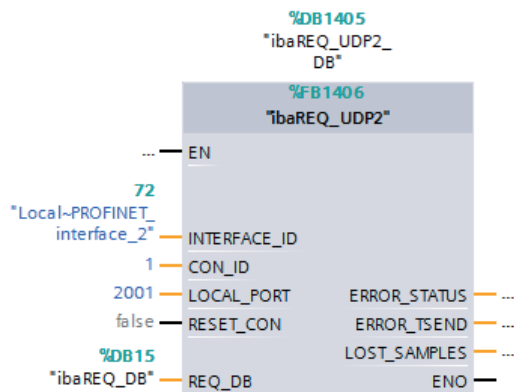 %DB1405
"ibaREQ_UDP2_
DB"
%FB1406
"ibaREQ_UDP2"
... EN
72
"Local~PROFINET_
interface_2" INTERFACE_ID
1 CON_ID
2001 LOCAL_PORT ERROR_STATUS ...
false RESET_CON ERROR_TSEND ...
%DB15 LOST_SAMPLES ...
"ibaREQ_DB" REQ_DB ENO